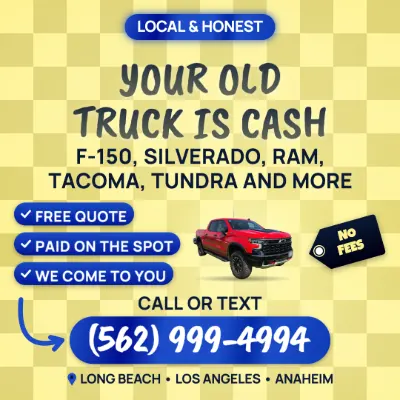 LOCAL & HONEST
YOUR OLD
TRUCK IS CASH
F-150, SILVERADO, RAM,
TACOMA, TUNDRA AND MORE
FREE QUOTE
PAID ON THE SPOT
WE COME TO YOU
NO
FEES
CALL OR TEXT
(562) 999-4994
LONG BEACH • LOS ANGELES • ANAHEIM